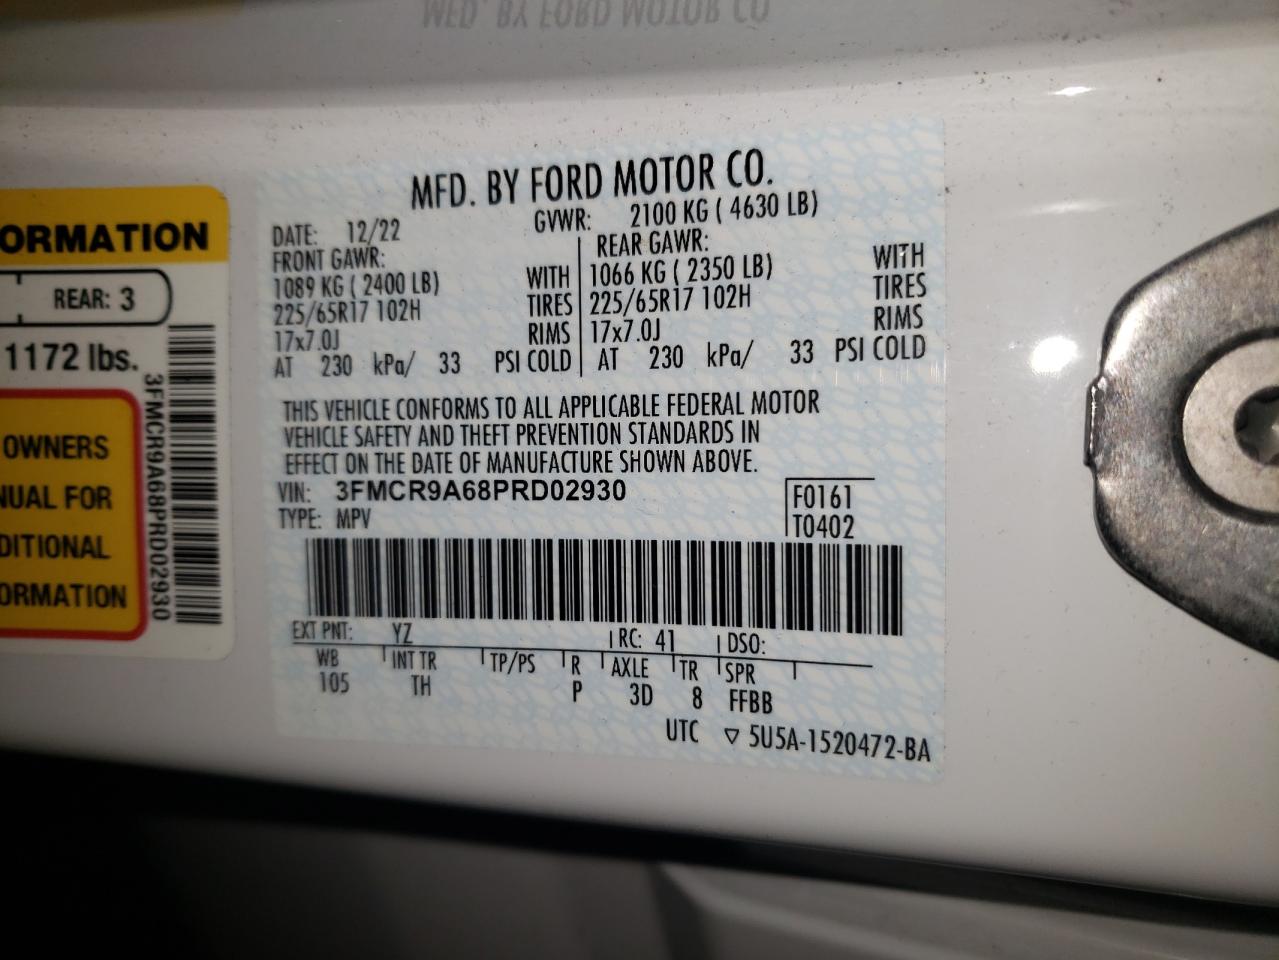 MFD. BY FORD MOTOR CO
MFD. BY FORD MOTOR CO.
DATE: 12/22
GVWR: 2100 KG ( 4630 LB)
FRONT GAWR:
1089 KG ( 2400 LB) WITH
225/65R17 102H TIRES
17x7.0J RIMS
AT 230 kPa/ 33 PSI COLD
REAR GAWR:
1066 KG ( 2350 LB) WITH
225/65R17 102H TIRES
17x7.0J RIMS
AT 230 kPa/ 33 PSI COLD
THIS VEHICLE CONFORMS TO ALL APPLICABLE FEDERAL MOTOR
VEHICLE SAFETY AND THEFT PREVENTION STANDARDS IN
EFFECT ON THE DATE OF MANUFACTURE SHOWN ABOVE.
VIN: 3FMCR9A68PRD02930
TYPE: MPV
F0161
T0402
EXT PNT: YZ RC: 41 DSO:
WB INT TR TP/PS R AXLE TR SPR
105 TH P 3D 8 FFBB
UTC ▽ 5U5A-1520472-BA
ORMATION
REAR: 3
1172 lbs.
OWNERS
NUAL FOR
DITIONAL
ORMATION
3FMCR9A68PRD02930